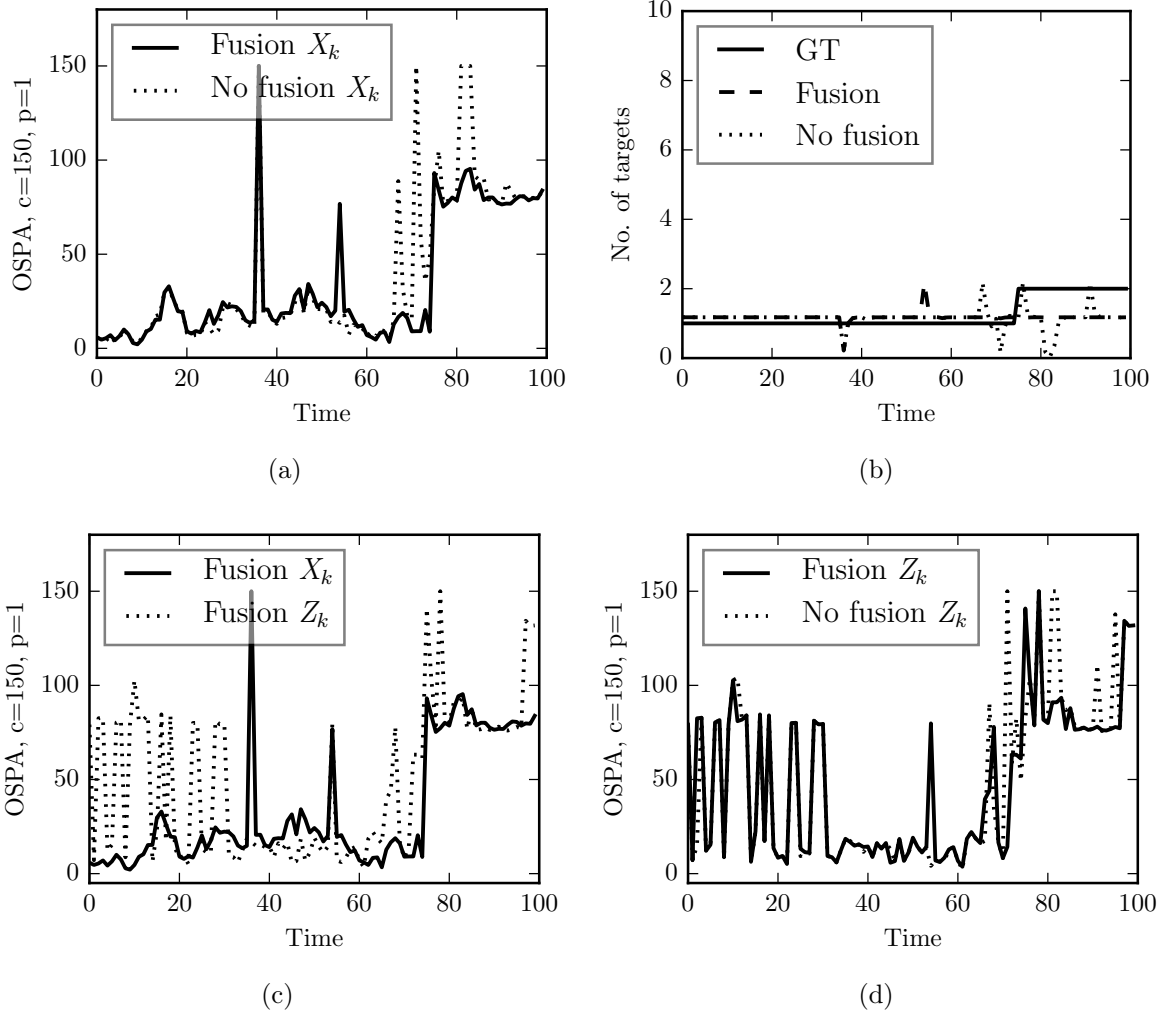 OSPA, c=150, p=1
150
100
50
0
Fusion X_k
No fusion X_k
0 20 40 60 80 100
Time
(a)
No. of targets
10
8
6
4
2
0
GT
Fusion
No fusion
0 20 40 60 80 100
Time
(b)
OSPA, c=150, p=1
150
100
50
0
Fusion X_k
Fusion Z_k
0 20 40 60 80 100
Time
(c)
OSPA, c=150, p=1
150
100
50
0
Fusion Z_k
No fusion Z_k
0 20 40 60 80 100
Time
(d)